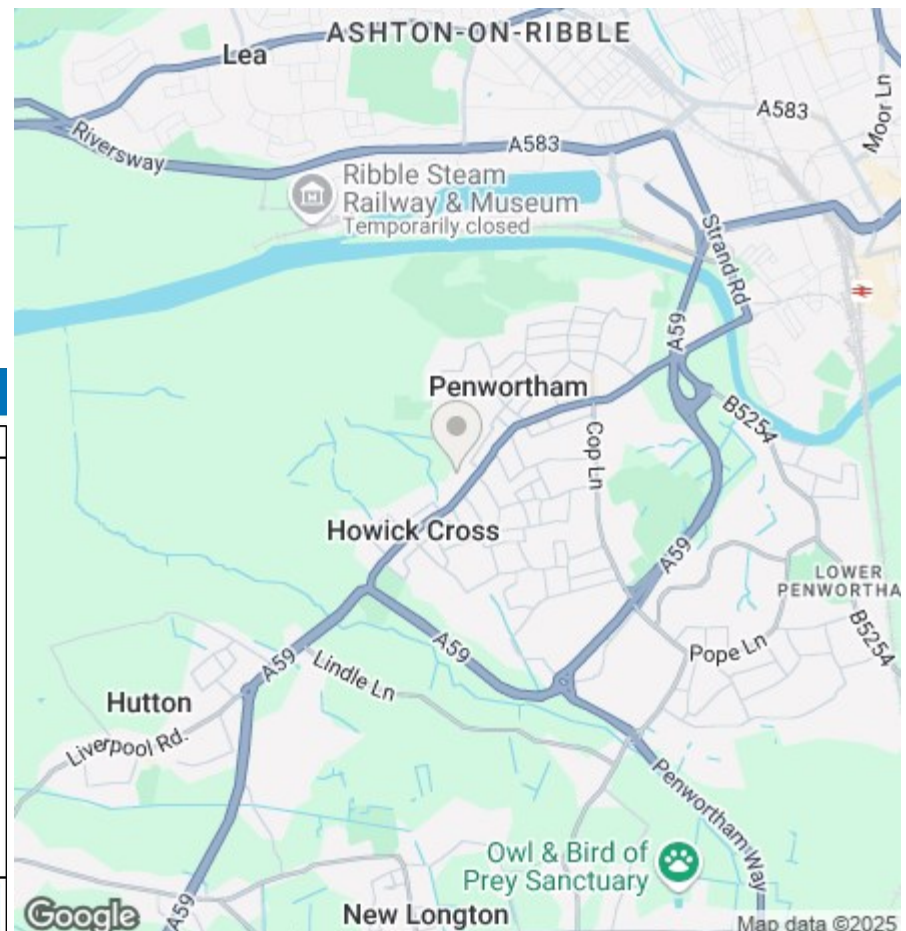 ASHTON-ON-RIBBLE
Lea
A583
Moor Ln
Riversway
A583
Ribble Steam
Railway & Museum
Temporarily closed
Strand Rd
A59
Penwortham
B5254
Cop Ln
Howick Cross
A59
LOWER
PENWORTHA
B5254
A59
A59
Pope Ln
Lindle Ln
Hutton
Liverpool Rd.
Penwortham Way
Owl & Bird of
Prey Sanctuary
A59
New Longton
Google
Map data ©2025